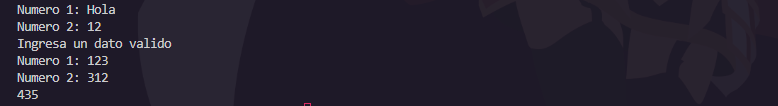 Numero 1: Hola
Numero 2: 12
Ingresa un dato valido
Numero 1: 123
Numero 2: 312
435